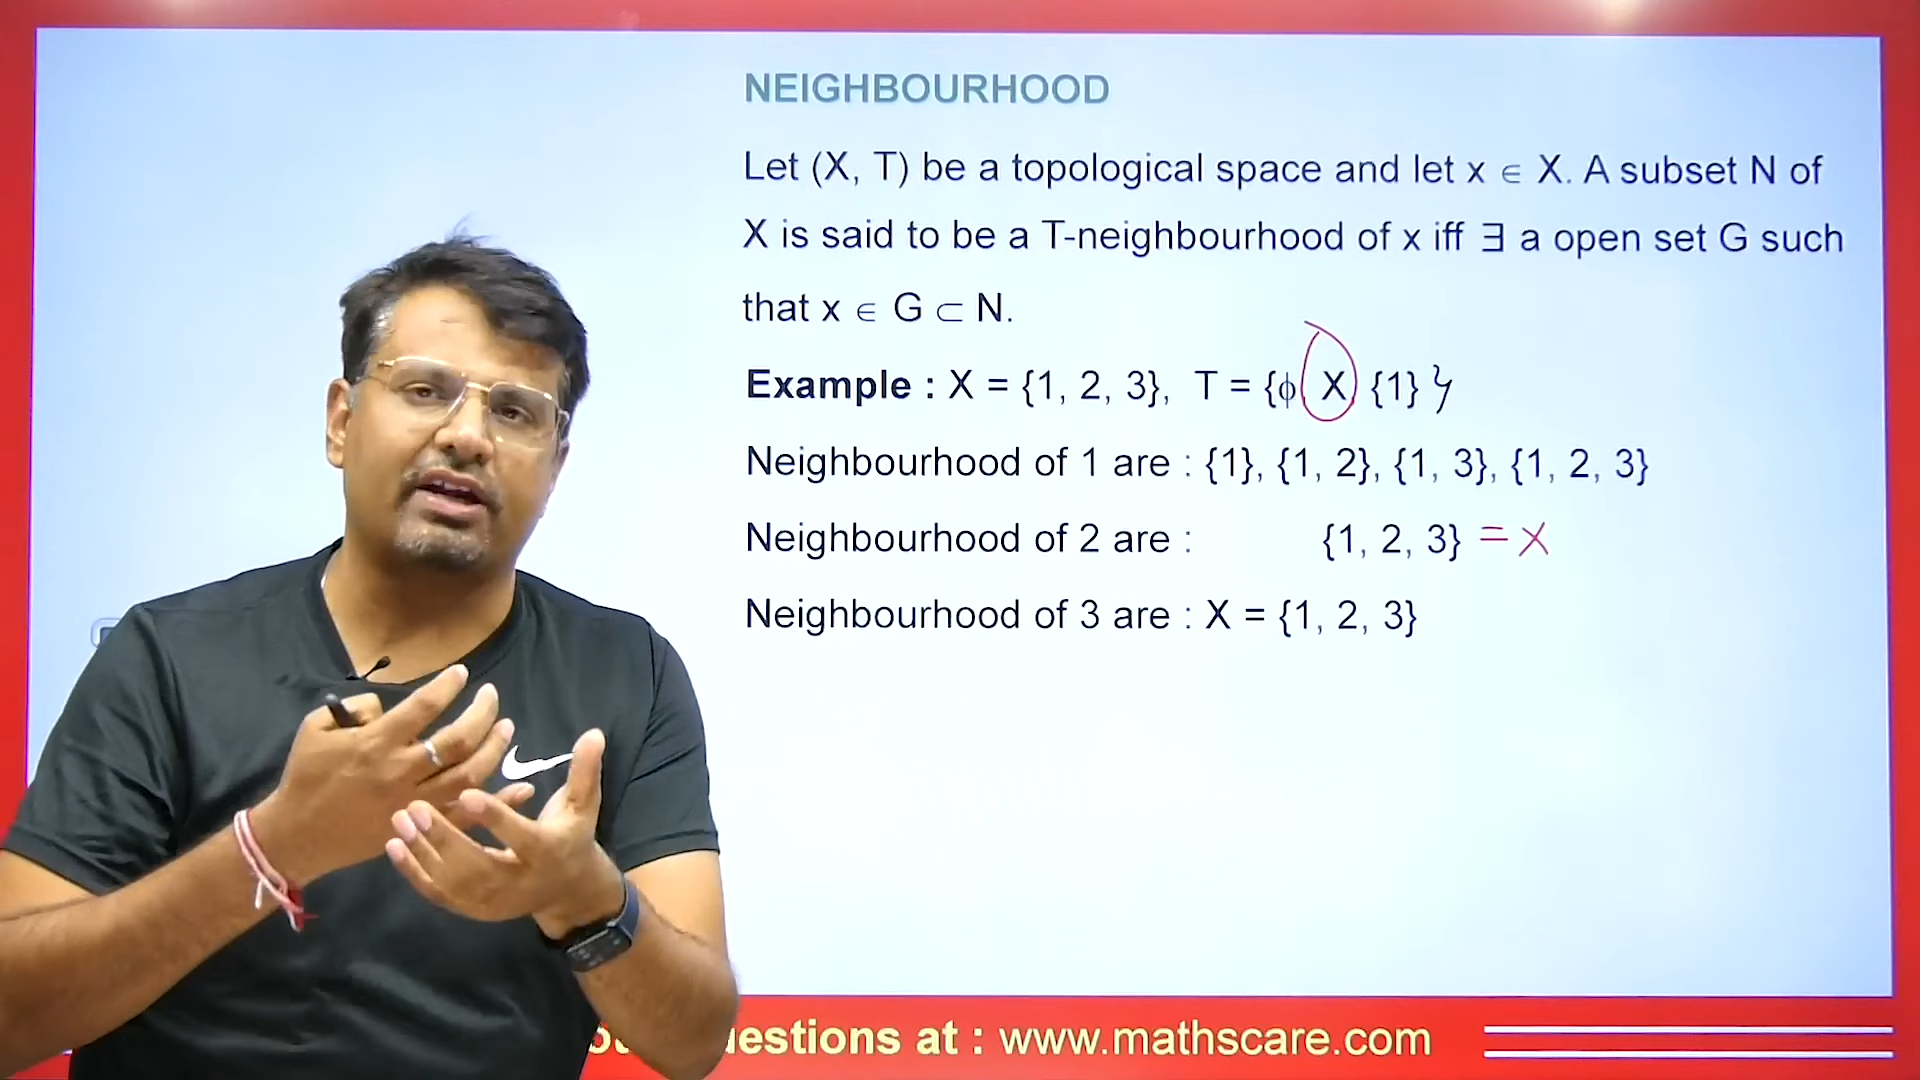 NEIGHBOURHOOD
Let (X, T) be a topological space and let x ∈ X. A subset N of
X is said to be a T-neighbourhood of x iff ∃ a open set G such
that x ∈ G ⊂ N.
Example : X = {1, 2, 3}, T = {ϕ, X, {1} }
Neighbourhood of 1 are : {1}, {1, 2}, {1, 3}, {1, 2, 3}
Neighbourhood of 2 are : {1, 2, 3} = X
Neighbourhood of 3 are : X = {1, 2, 3}
at : www.mathscare.com